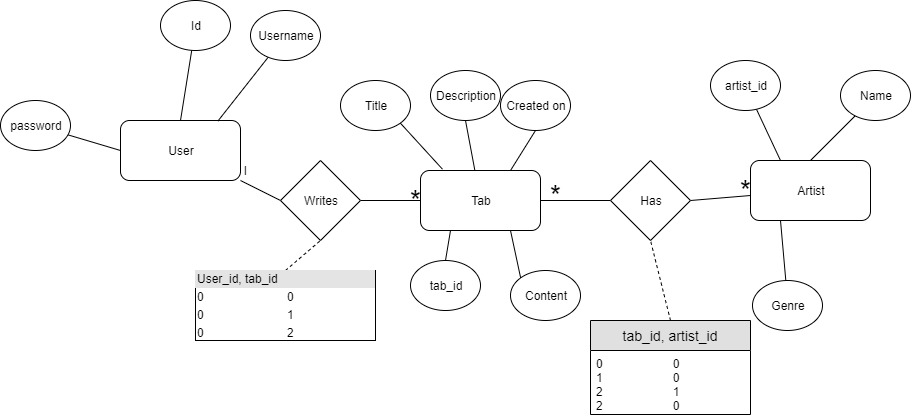 Id
Username
password
User
I
Writes
*
Title
Description
Created on
Tab
tab_id
Content
*
Has
*
artist_id
Name
Artist
Genre
User_id, tab_id
0 0
0 1
0 2
tab_id, artist_id
0 0
1 0
2 1
2 0